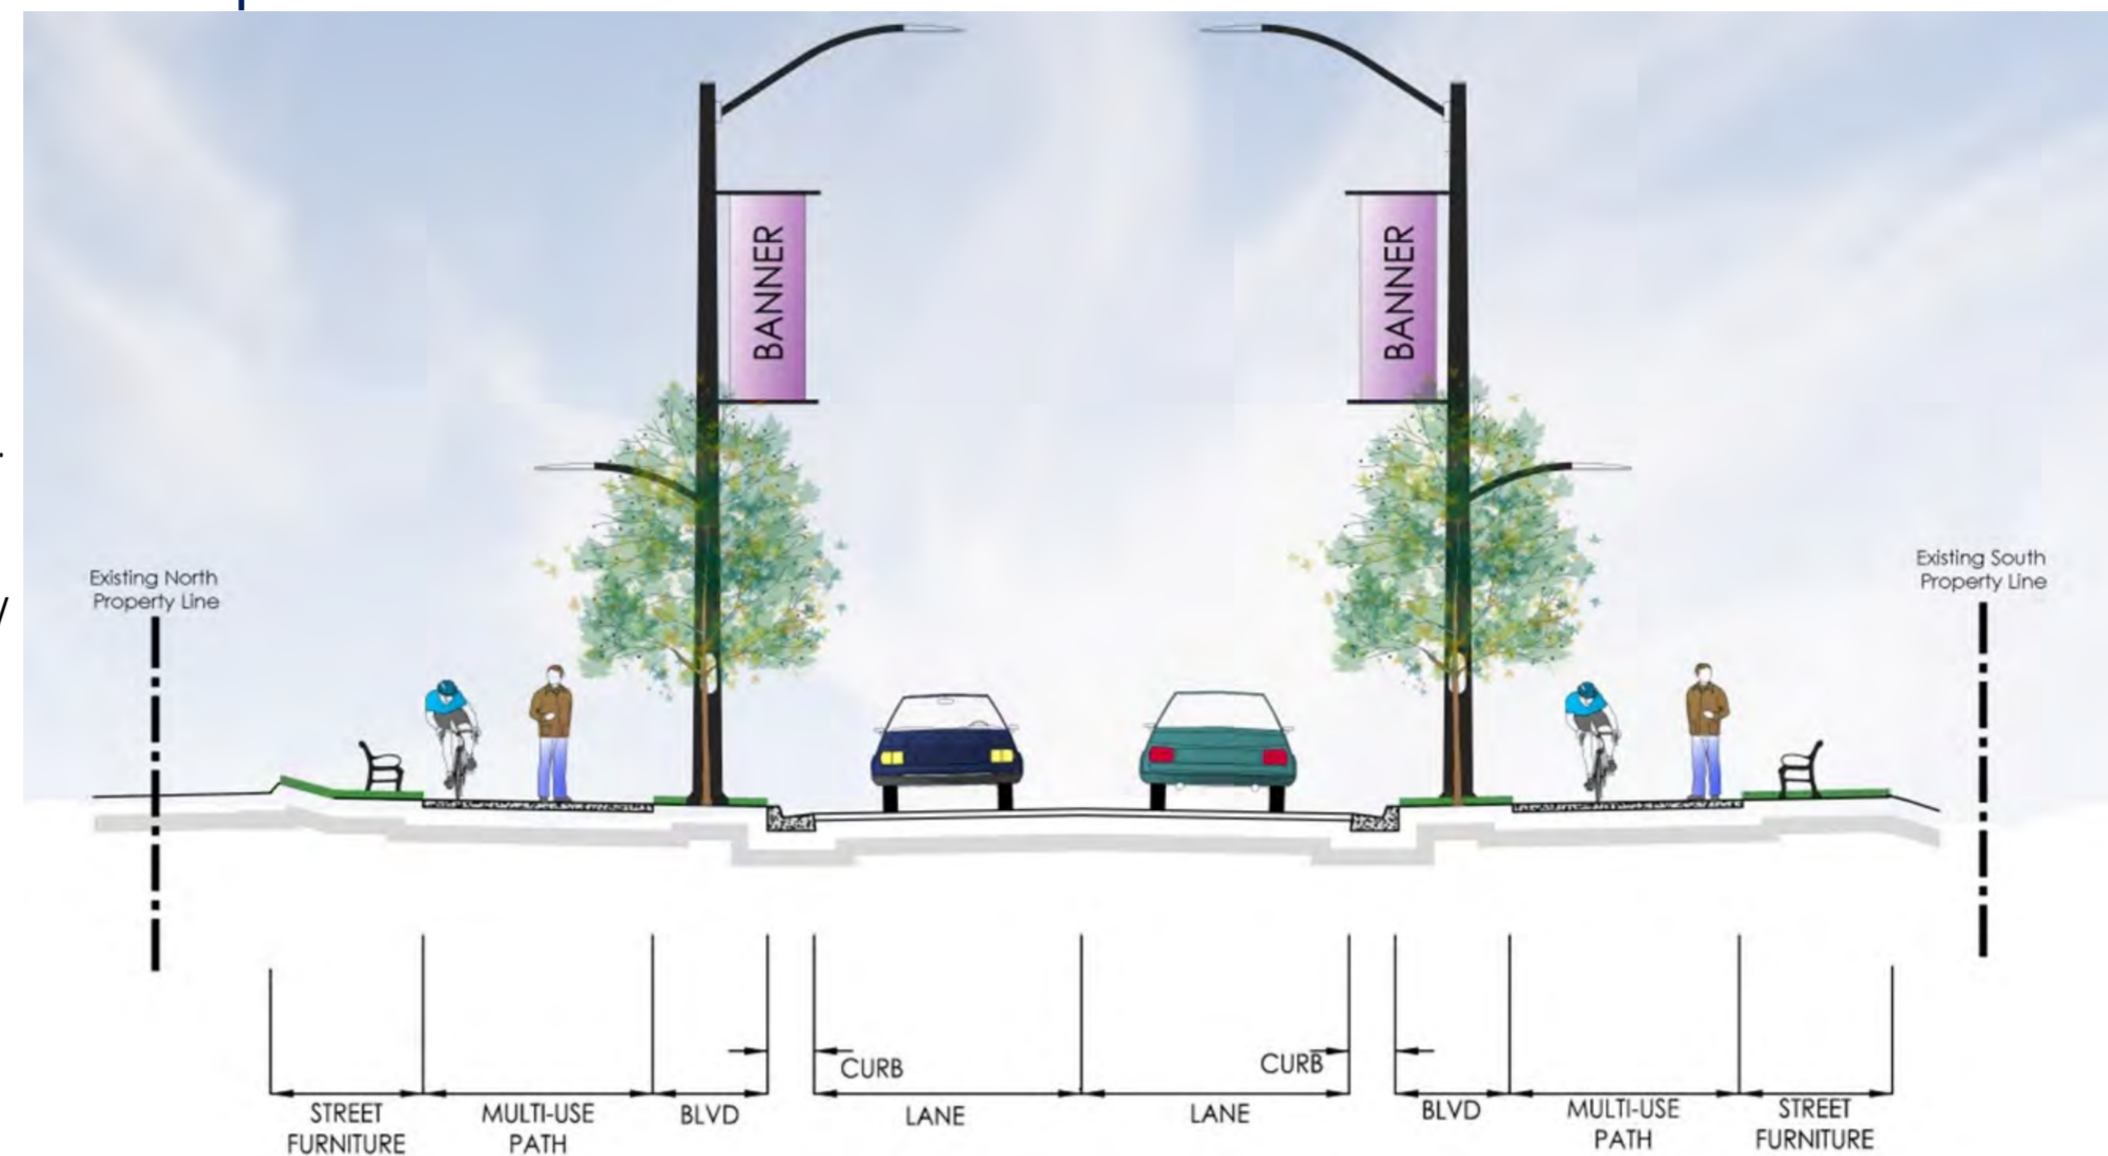 BANNER
BANNER
Existing North
Property Line
Existing South
Property Line
CURB
CURB
STREET
FURNITURE
MULTI-USE
PATH
BLVD
LANE
LANE
BLVD
MULTI-USE
PATH
STREET
FURNITURE